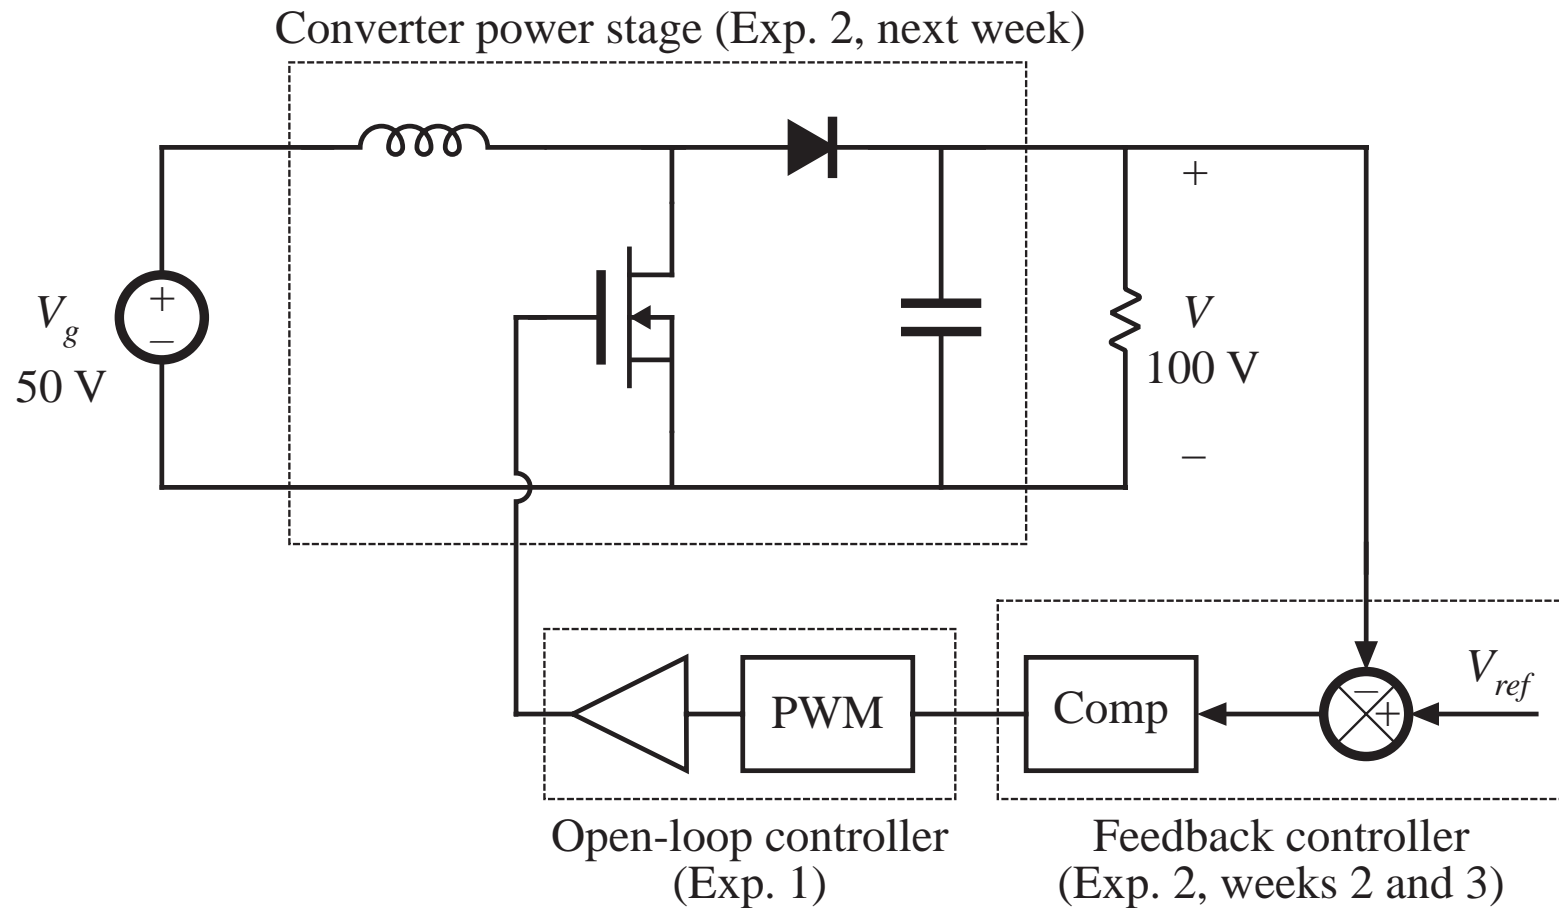 Converter power stage (Exp. 2, next week)
+
V_g
+
−
50 V
V
100 V
−
V_ref
−
+
Comp
PWM
Open-loop controller
(Exp. 1)
Feedback controller
(Exp. 2, weeks 2 and 3)